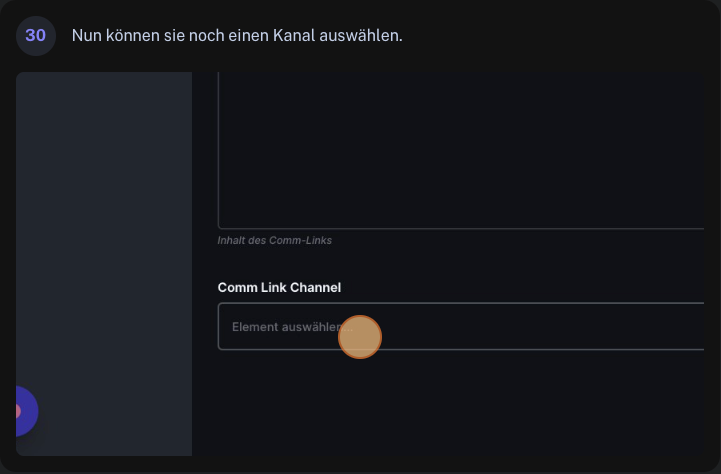 30
Nun können sie noch einen Kanal auswählen.
Inhalt des Comm-Links
Comm Link Channel
Element auswählen...